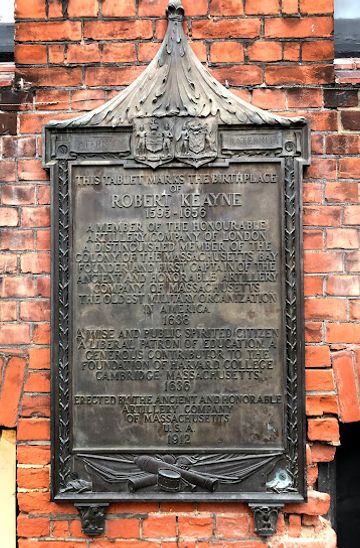 THIS TABLET MARKS THE BIRTHPLACE
OF
ROBERT KEAYNE
1595-1656
A MEMBER OF THE HONOURABLE
ARTILLERY COMPANY OF LONDON
A DISTINGUISHED MEMBER OF THE
COLONY OF THE MASSACHUSETTS BAY
FOUNDER AND FIRST CAPTAIN OF THE
ANCIENT AND HONORABLE ARTILLERY
COMPANY OF MASSACHUSETTS
THE OLDEST MILITARY ORGANIZATION
IN AMERICA
1638
A WISE AND PUBLIC SPIRITED CITIZEN
A LIBERAL PATRON OF EDUCATION A
GENEROUS CONTRIBUTOR TO THE
FOUNDATION OF HARVARD COLLEGE
CAMBRIDGE MASSACHUSETTS
1636
ERECTED BY THE ANCIENT AND HONORABLE
ARTILLERY COMPANY
OF MASSACHUSETTS
U.S.A.
1912